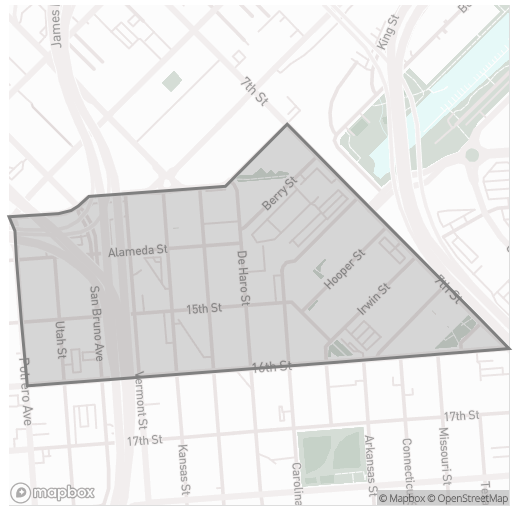 James
King St
7th St
Berry St
Alameda St
De Haro St
Hooper St
7th St
San Bruno Ave
15th St
Irwin St
Utah St
Potrero Ave
16th St
Vermont St
17th St
17th St
Kansas St
Carolina
Arkansas St
Connectic
Missouri St
Te
mapbox
© Mapbox © OpenStreetMap